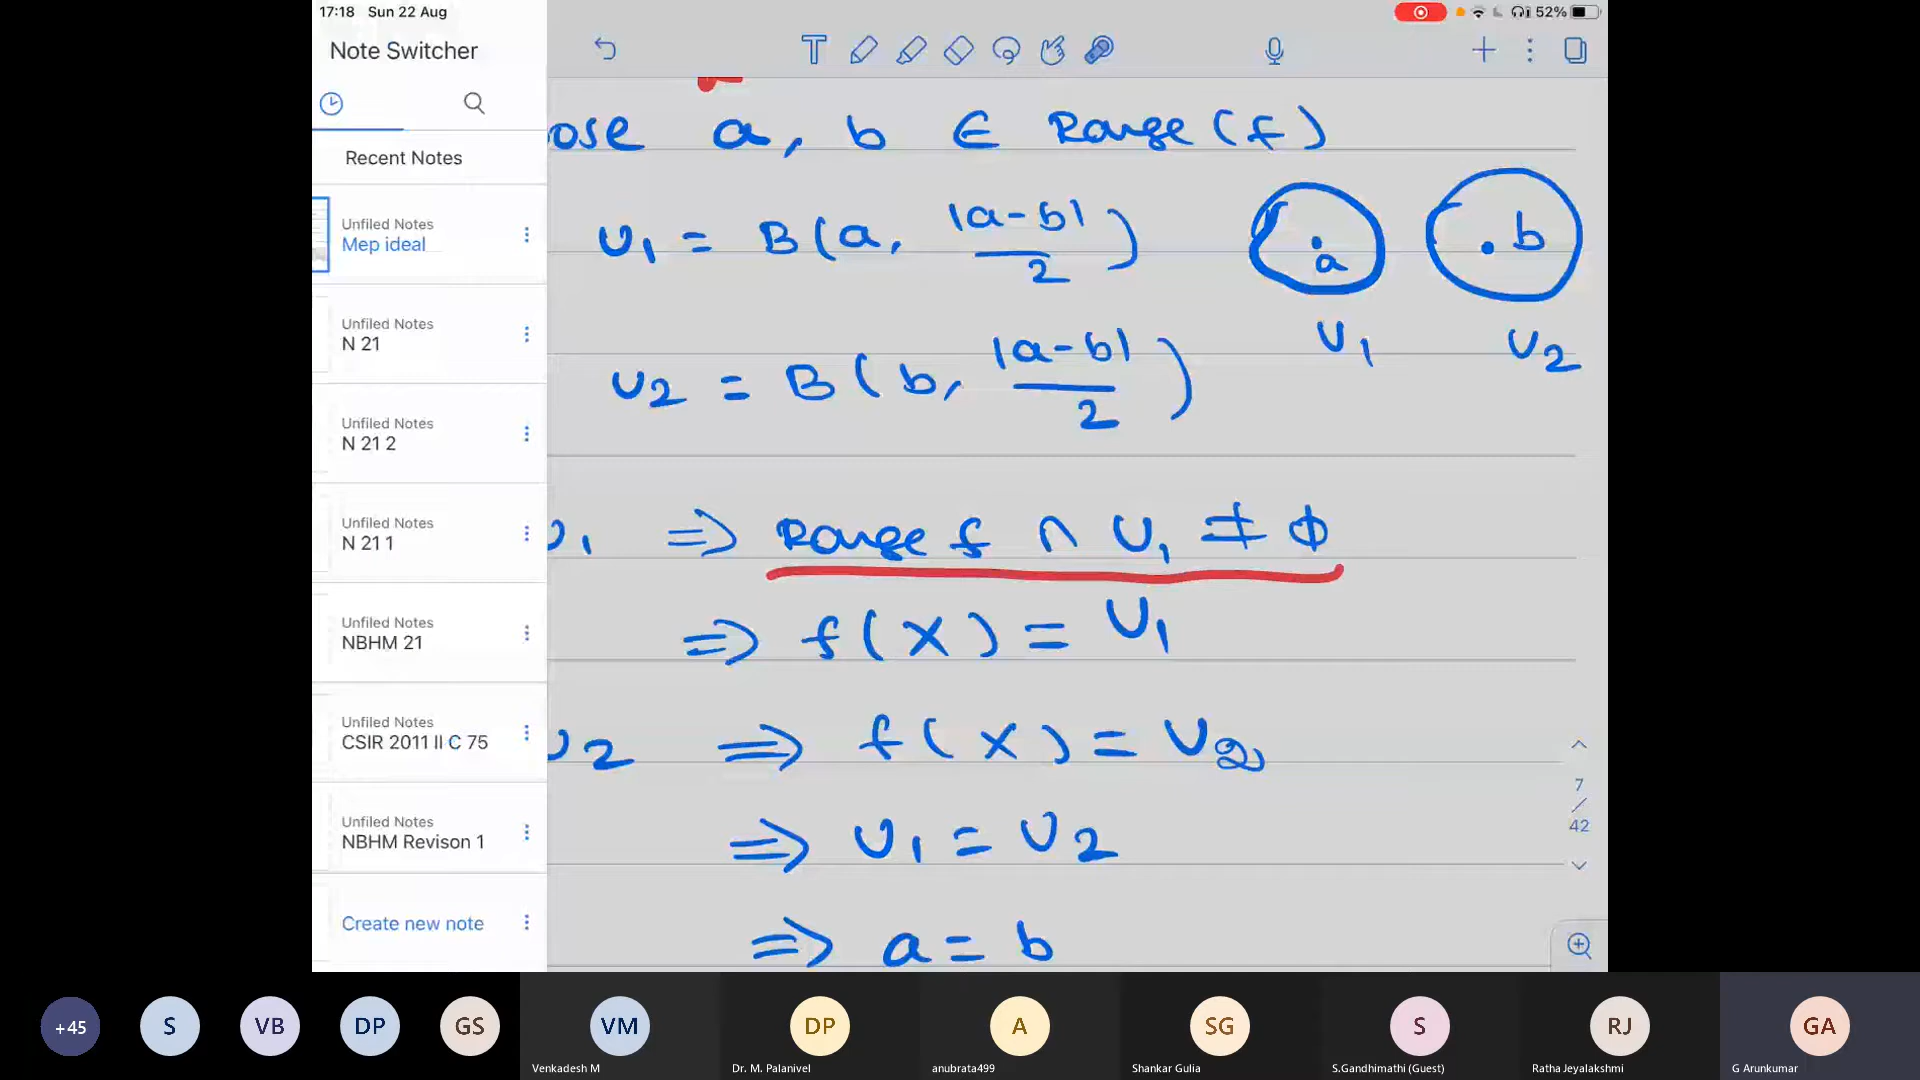 17:18 Sun 22 Aug
52%
Note Switcher
Recent Notes
Unfiled Notes
Mep ideal
Unfiled Notes
N 21
Unfiled Notes
N 21 2
Unfiled Notes
N 21 1
Unfiled Notes
NBHM 21
Unfiled Notes
CSIR 2011 II C 75
Unfiled Notes
NBHM Revison 1
Create new note
ose a, b ∈ Range(f)
U₁ = B(a, |a-b|/2)
a
b
U₁
U₂
U₂ = B(b, |a-b|/2)
U₁ ⇒ Range f ∩ U₁ ≠ ϕ
⇒ f(X) = U₁
U₂ ⇒ f(X) = U₂
⇒ U₁ = U₂
⇒ a = b
7
/
42
+45
S
VB
DP
GS
VM
Venkadesh M
DP
Dr. M. Palanivel
A
anubrata499
SG
Shankar Gulia
S
S.Gandhimathi (Guest)
RJ
Ratha Jeyalakshmi
GA
G Arunkumar